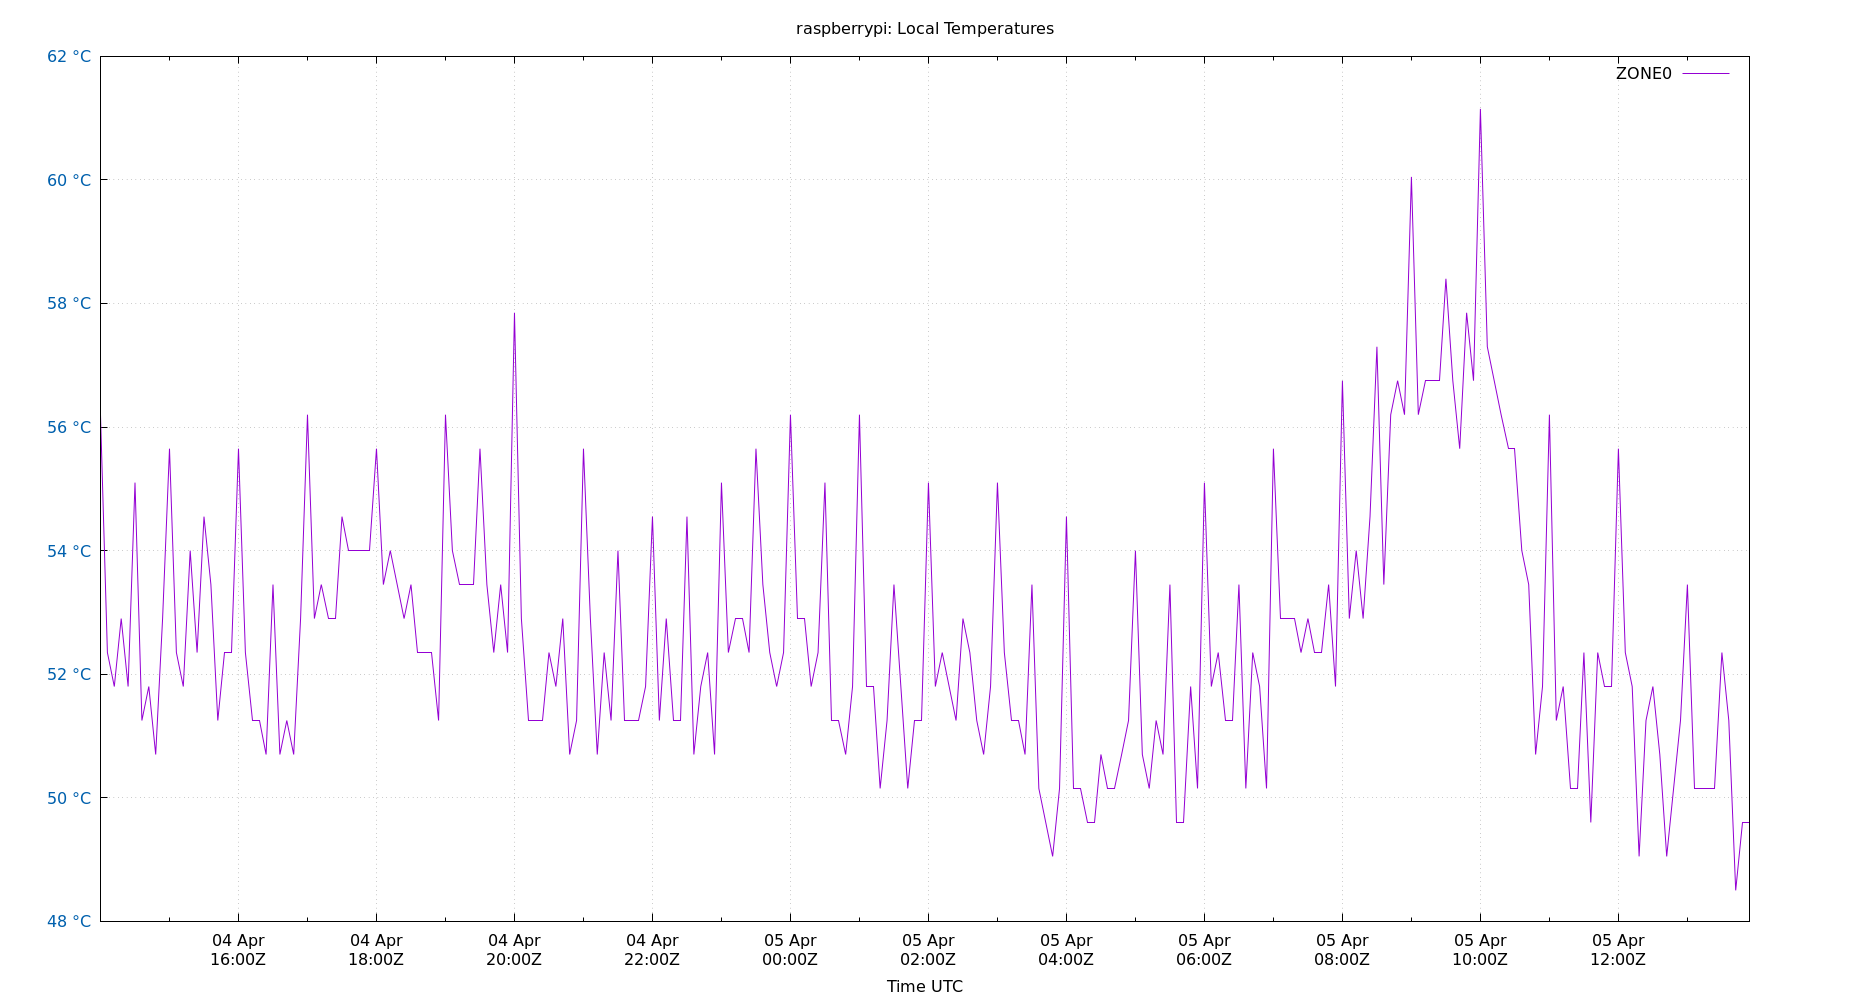 raspberrypi: Local Temperatures
62 °C
ZONE0
60 °C
58 °C
56 °C
54 °C
52 °C
50 °C
48 °C
04 Apr 04 Apr 04 Apr 04 Apr 05 Apr 05 Apr 05 Apr 05 Apr 05 Apr 05 Apr 05 Apr
16:00Z 18:00Z 20:00Z 22:00Z 00:00Z 02:00Z 04:00Z 06:00Z 08:00Z 10:00Z 12:00Z
Time UTC